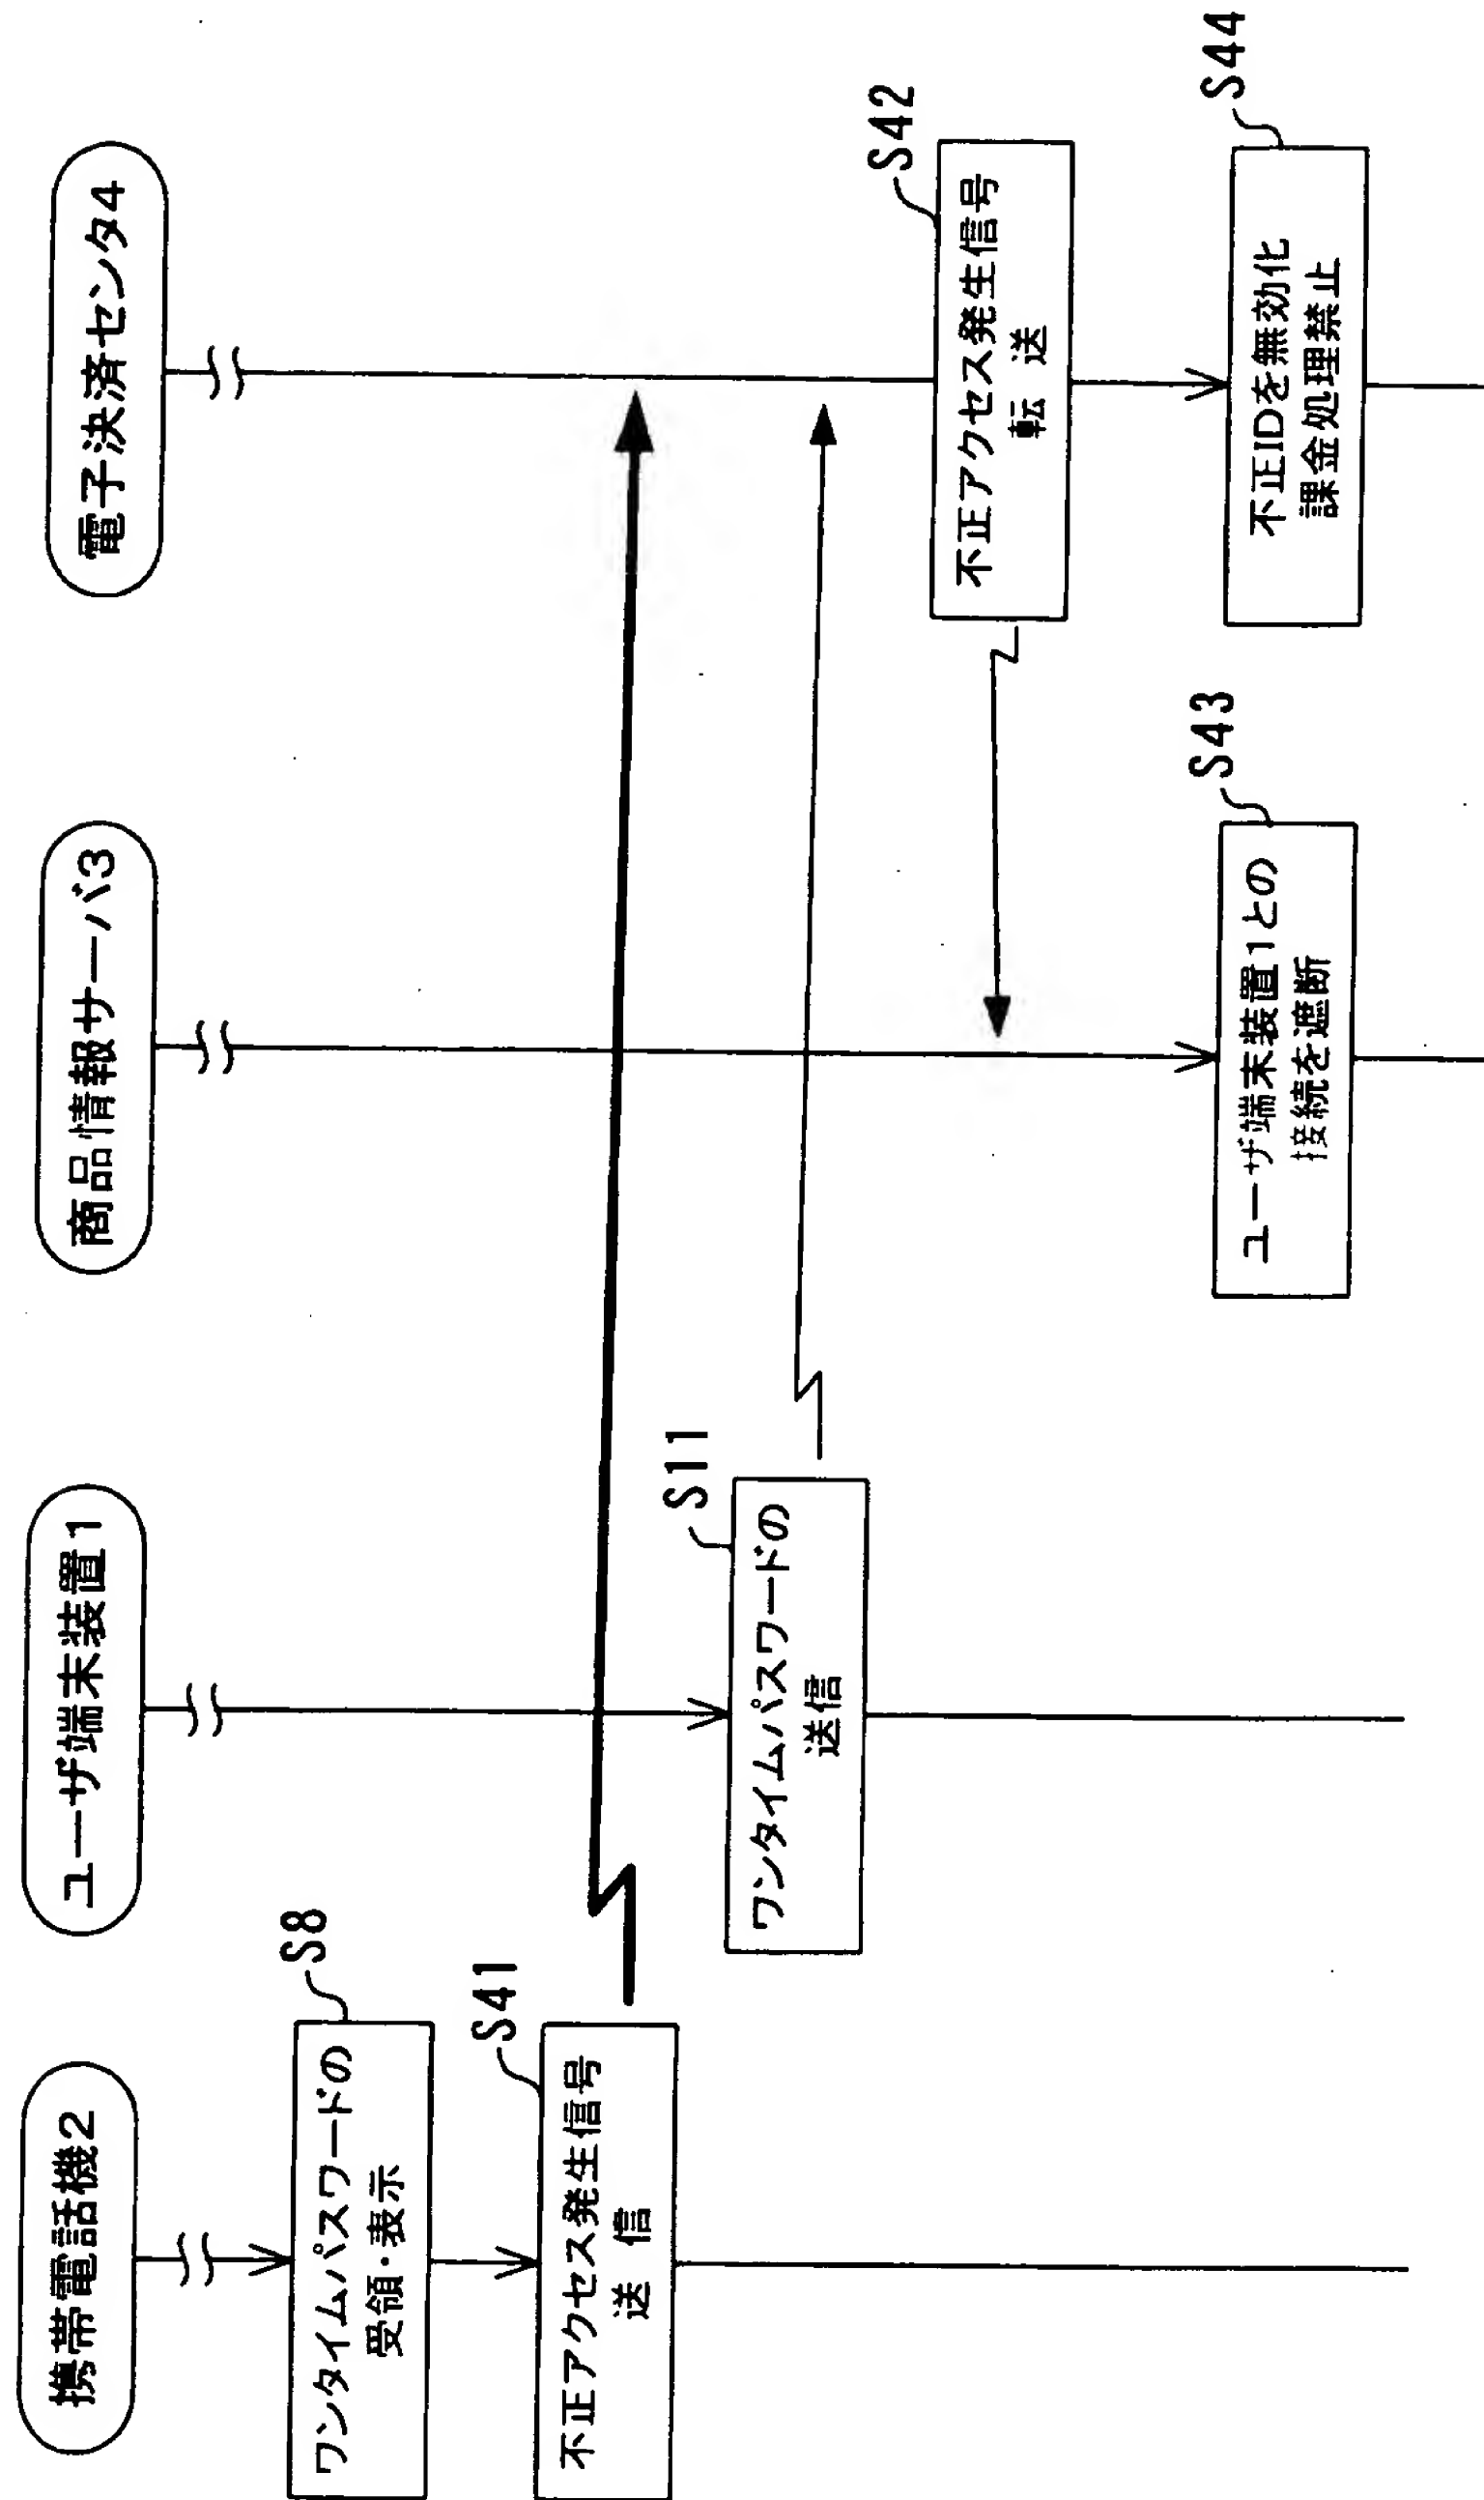 携帯電話機2
ユーザ端末装置1
商品情報サーバ3
電子決済センタ4
S8
ワンタイムパスワードの
受領・表示
S41
不正アクセス発生信号
送 信
S11
ワンタイムパスワードの
送信
S42
不正アクセス発生信号
転 送
S43
ユーザ端末装置1との
接続を遮断
S44
不正IDを無効化
課金処理禁止